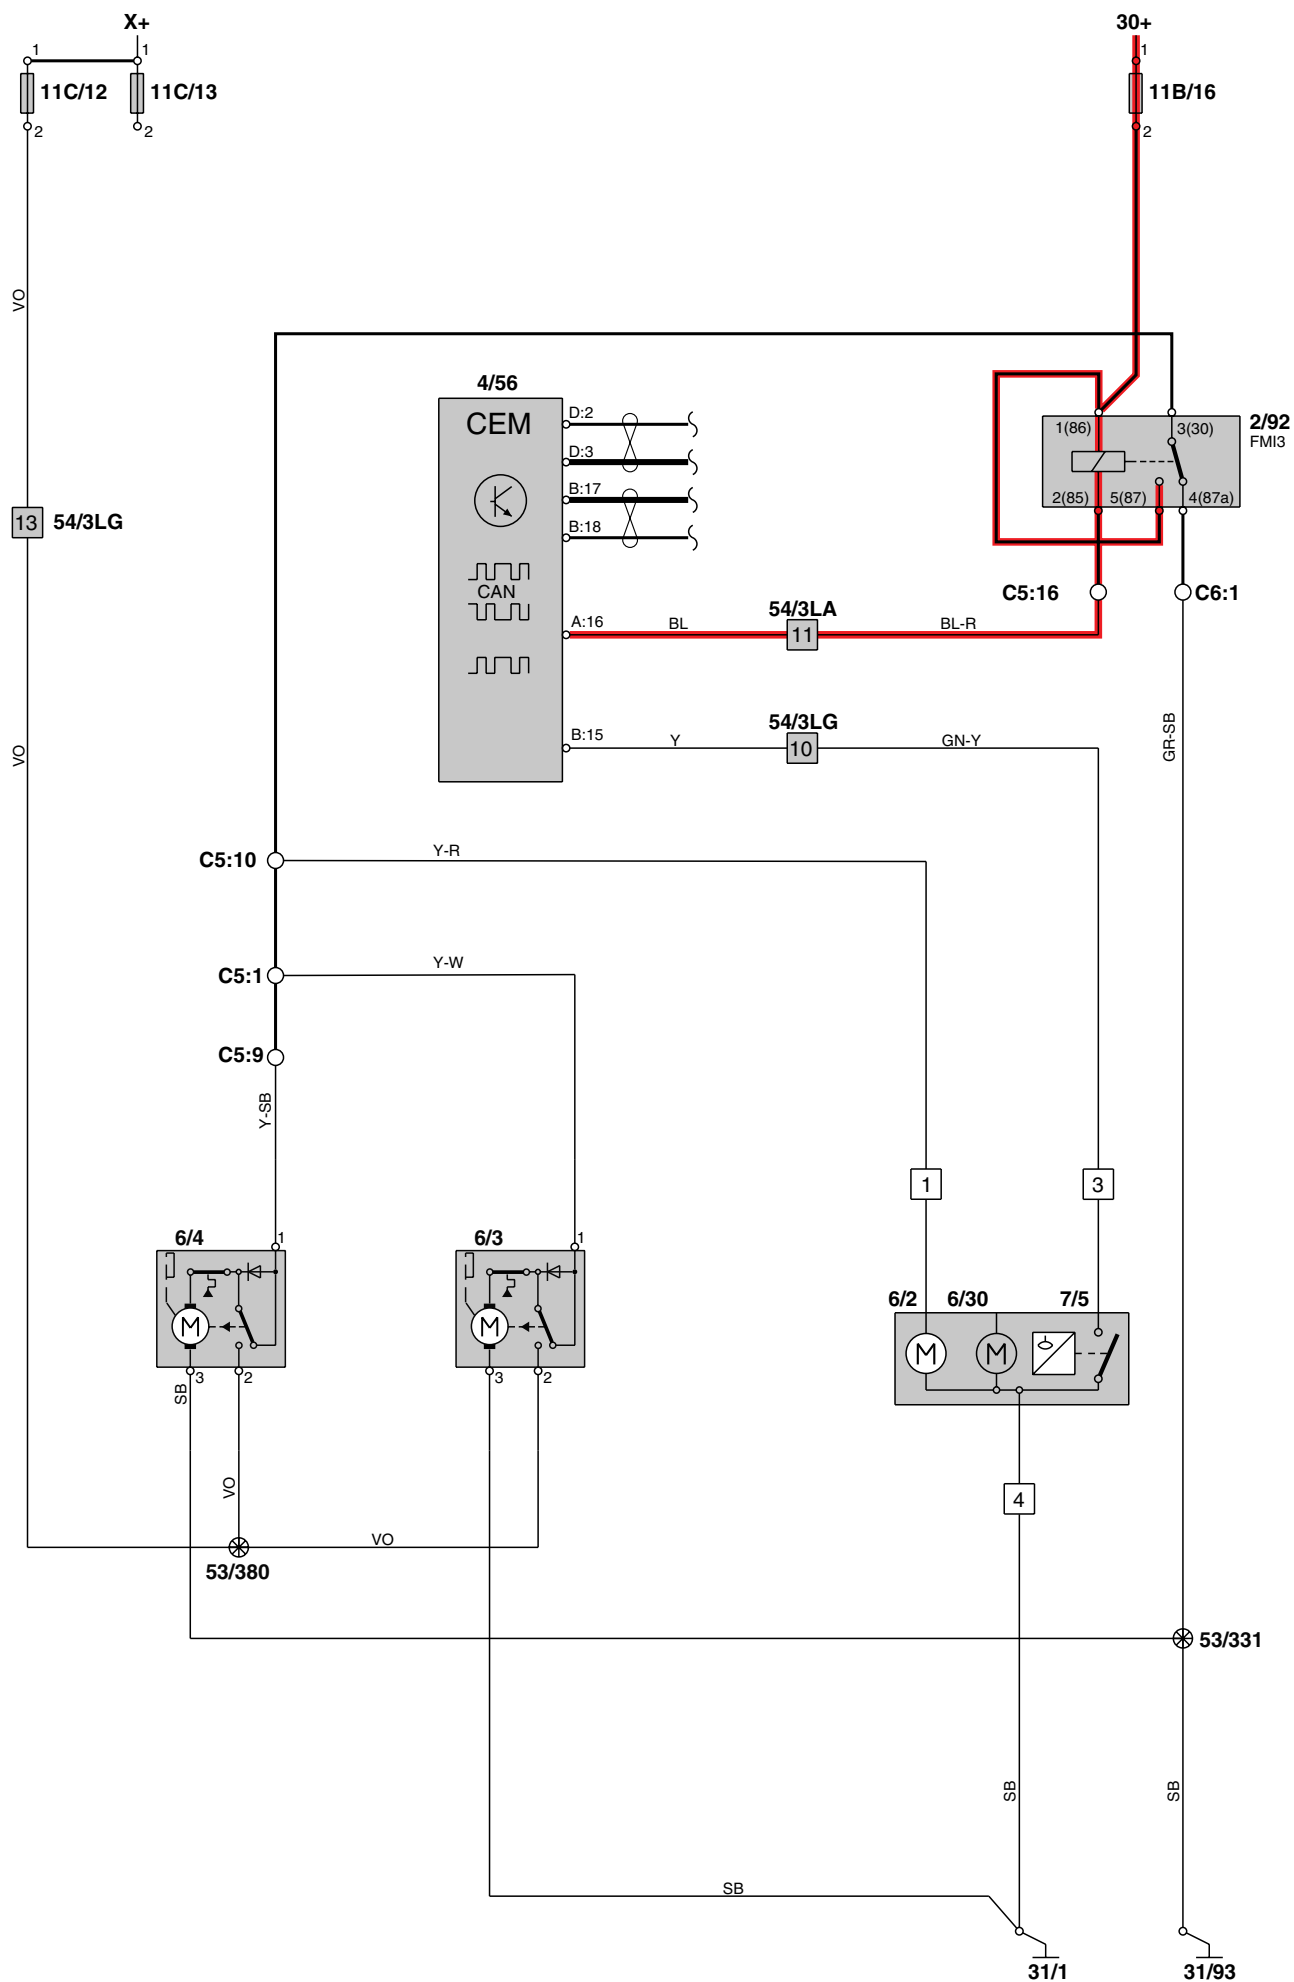 X+
30+
1
1
1
11C/12
11C/13
11B/16
2
2
2
VO
4/56
CEM
D:2
D:3
B:17
B:18
CAN
A:16
B:15
1(86)
3(30)
2/92
FMI3
2(85)
5(87)
4(87a)
13
54/3LG
C5:16
C6:1
54/3LA
BL
11
BL-R
54/3LG
Y
10
GN-Y
GR-SB
VO
C5:10
Y-R
C5:1
Y-W
C5:9
Y-SB
1
3
6/4
1
6/3
1
6/2
6/30
7/5
M
M
M
M
3
2
3
2
SB
VO
4
VO
53/380
53/331
SB
SB
SB
31/1
31/93